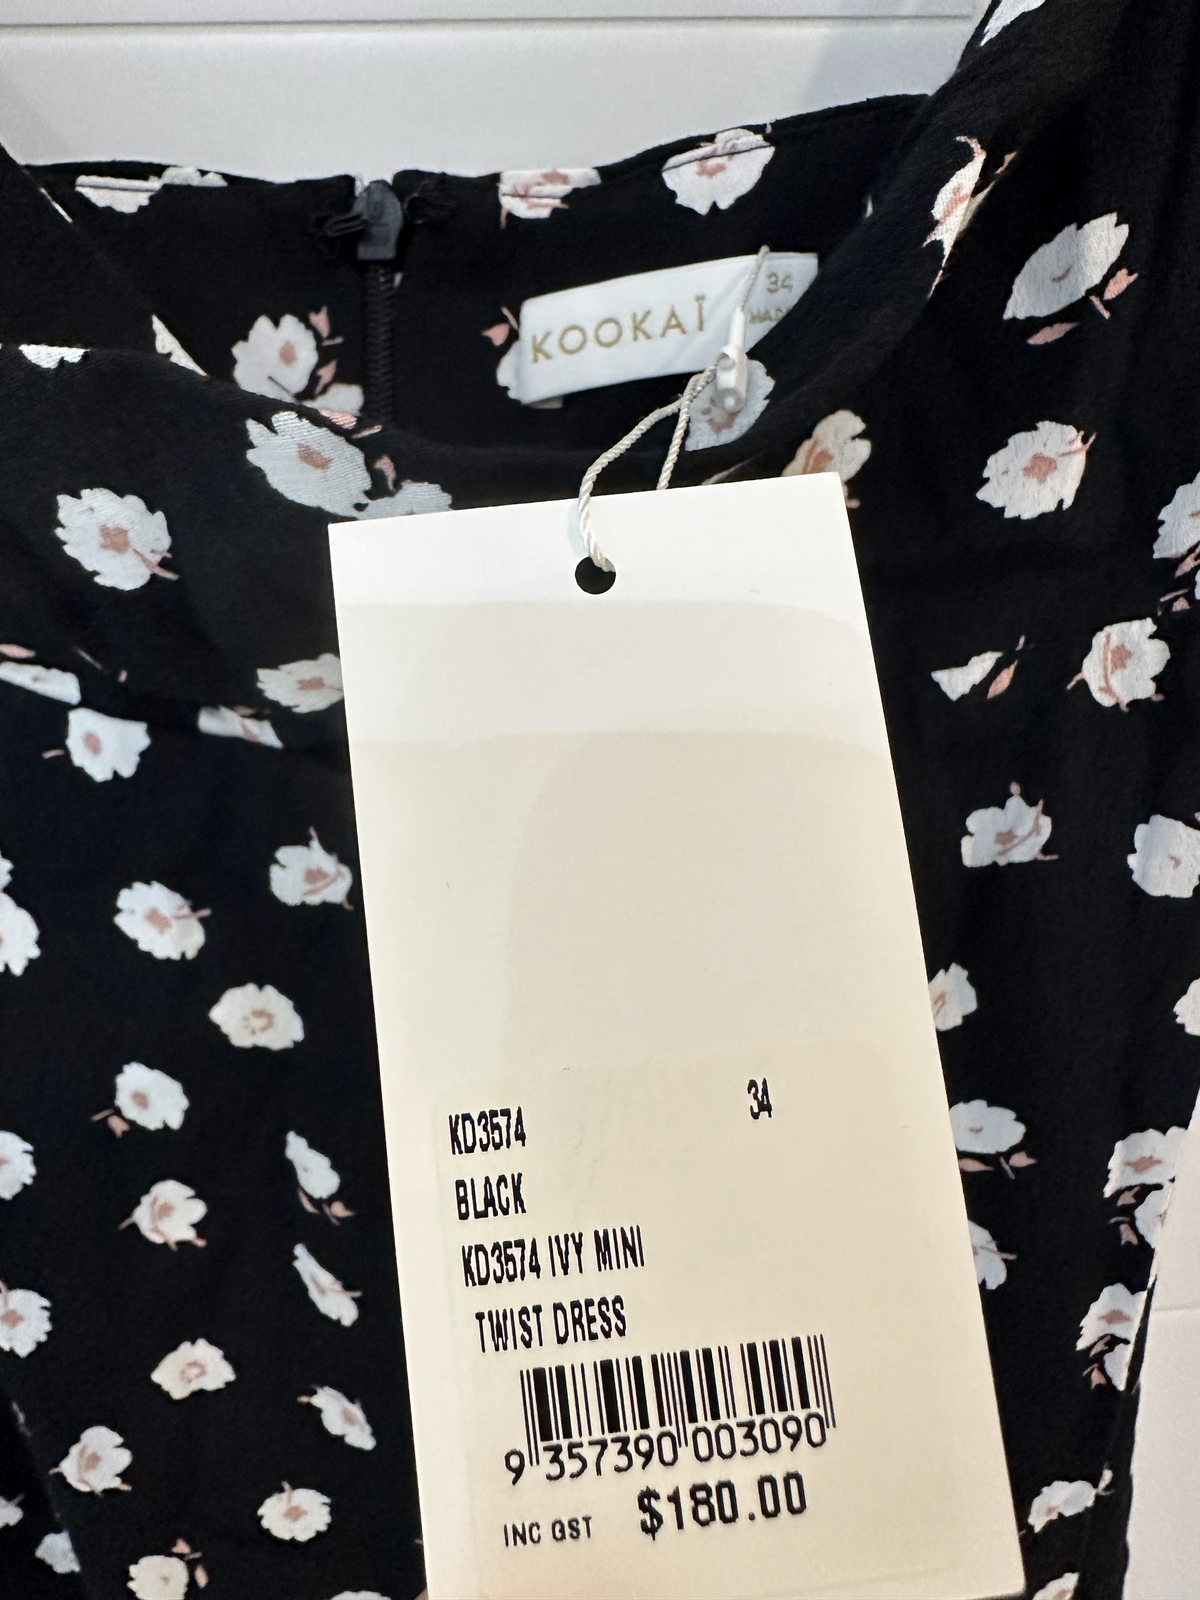 KOOKAÏ
34
KD3574
34
BLACK
KD3574 IVY MINI
TWIST DRESS
9 357390 003090
INC GST $180.00